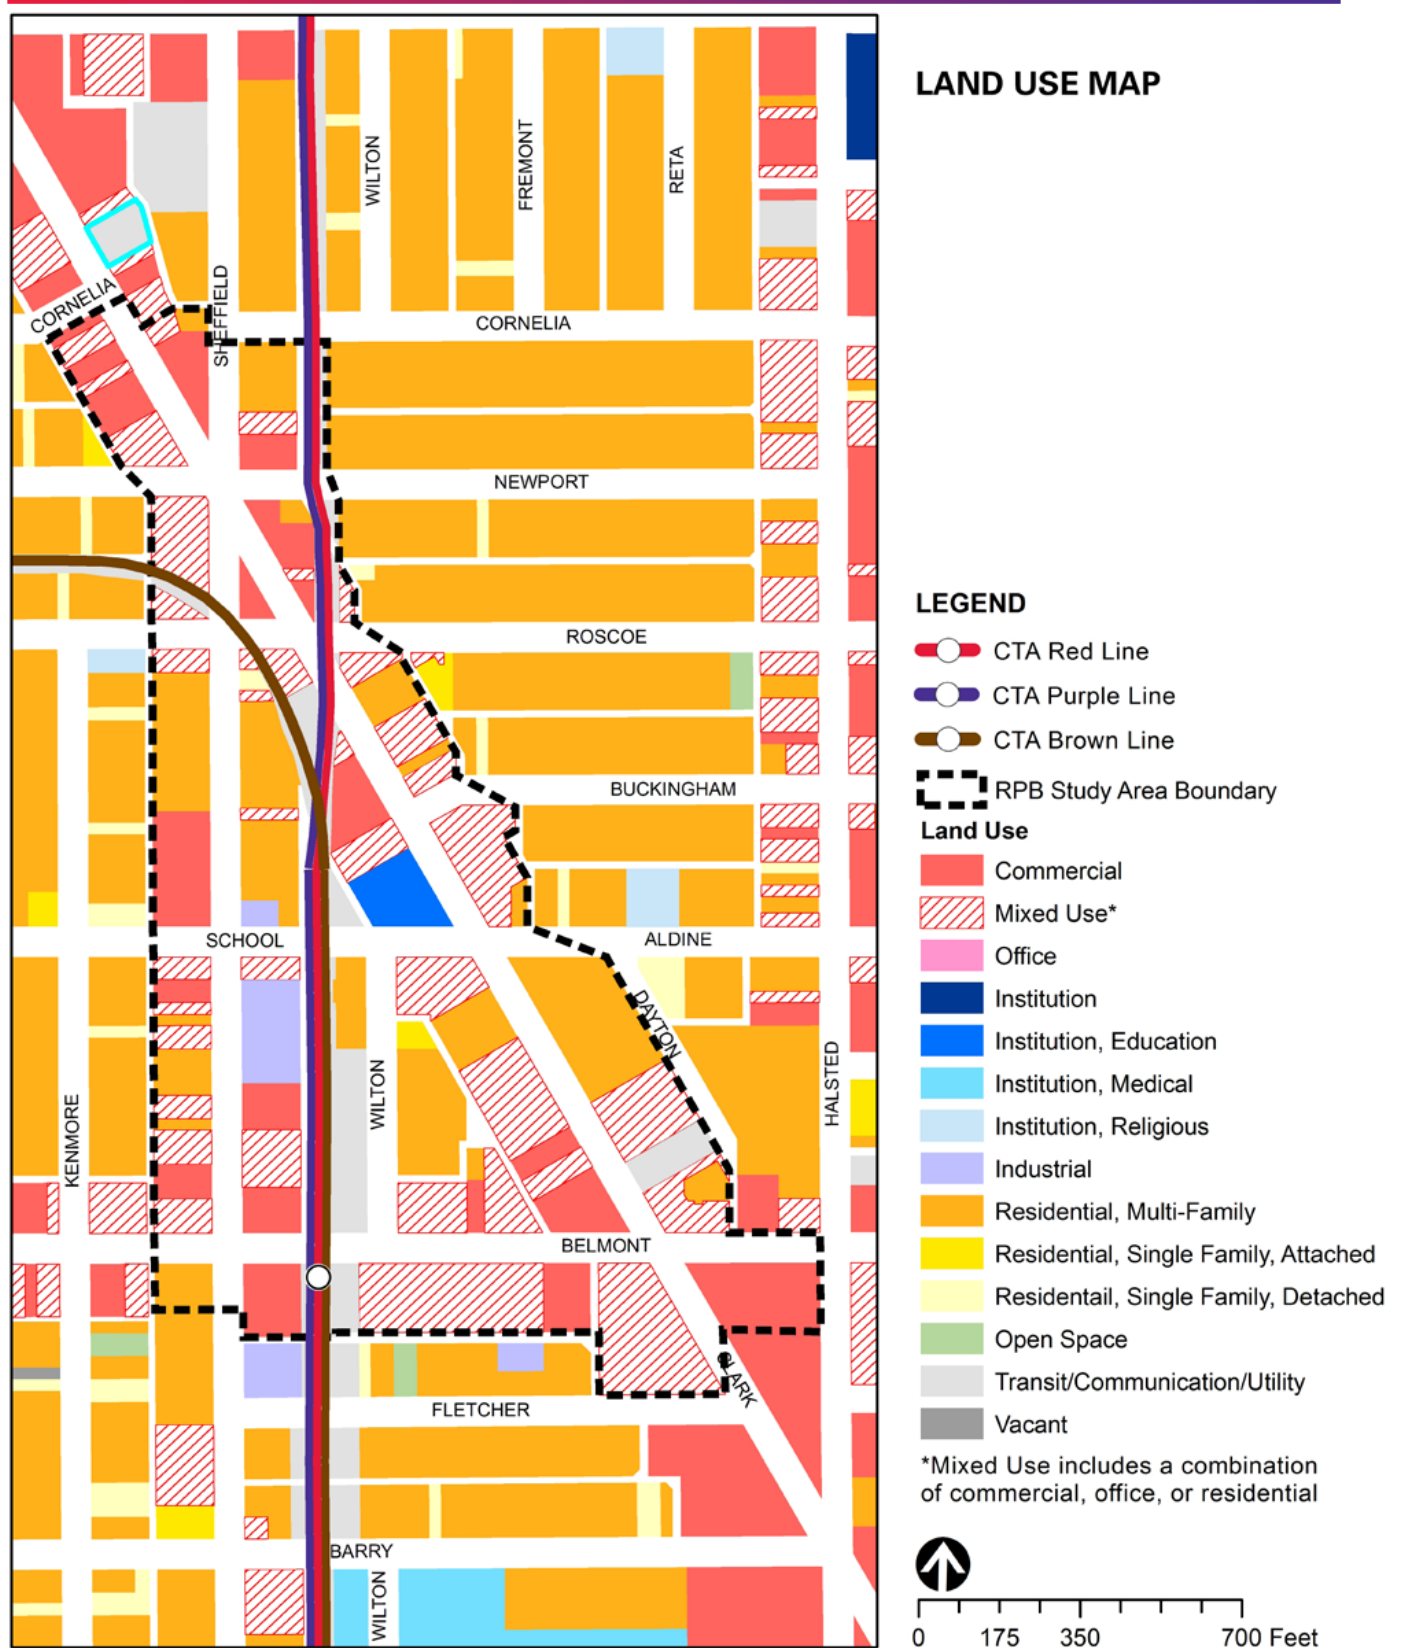 LAND USE MAP
WILTON
FREMONT
RETA
SHEFFIELD
CORNELIA
CORNELIA
NEWPORT
ROSCOE
BUCKINGHAM
SCHOOL
ALDINE
DAYTON
HALSTED
WILTON
KENMORE
BELMONT
CLARK
FLETCHER
BARRY
WILTON
LEGEND
CTA Red Line
CTA Purple Line
CTA Brown Line
RPB Study Area Boundary
Land Use
Commercial
Mixed Use*
Office
Institution
Institution, Education
Institution, Medical
Institution, Religious
Industrial
Residential, Multi-Family
Residential, Single Family, Attached
Residentail, Single Family, Detached
Open Space
Transit/Communication/Utility
Vacant
*Mixed Use includes a combination
of commercial, office, or residential
0 175 350 700 Feet